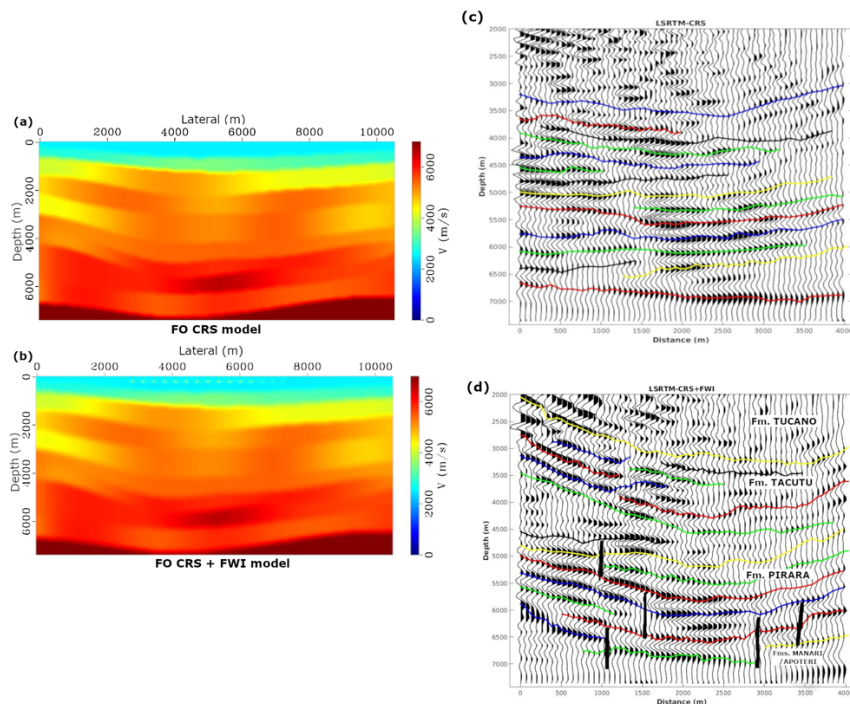 (a)
Lateral (m)
0 2000 4000 6000 8000 10000
Depth (m)
0
2000
4000
6000
V (m/s)
6000
4000
2000
0
FO CRS model
(b)
Lateral (m)
0 2000 4000 6000 8000 10000
Depth (m)
0
2000
4000
6000
V (m/s)
6000
4000
2000
0
FO CRS + FWI model
(c)
LSRTM-CRS
Depth (m)
2000
2500
3000
3500
4000
4500
5000
5500
6000
6500
7000
0 500 1000 1500 2000 2500 3000 3500 4000
Distance (m)
(d)
LSRTM-CRS+FWI
Depth (m)
2000
2500
3000
3500
4000
4500
5000
5500
6000
6500
7000
Fm. TUCANO
Fm. TACUTU
Fm. PIRARA
Fms. MANARI
/APOTERI
0 500 1000 1500 2000 2500 3000 3500 4000
Distance (m)